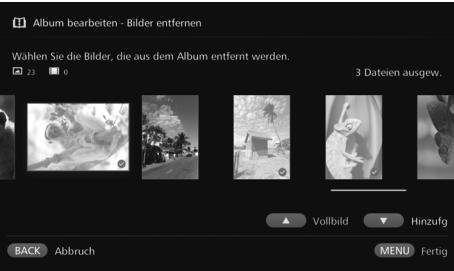 Album bearbeiten - Bilder entfernen
Wählen Sie die Bilder, die aus dem Album entfernt werden.
23 0
3 Dateien ausgew.
Vollbild Hinzufg
BACK Abbruch
MENU Fertig